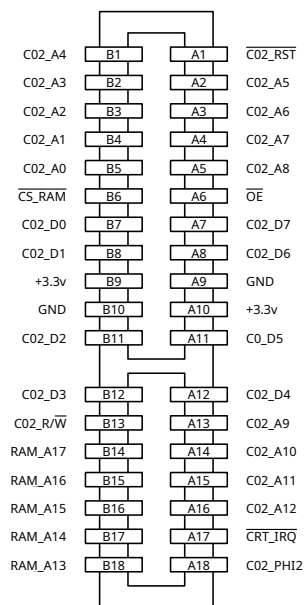 C02_A4 B1 A1 C02_RST
C02_A3 B2 A2 C02_A5
C02_A2 B3 A3 C02_A6
C02_A1 B4 A4 C02_A7
C02_A0 B5 A5 C02_A8
CS_RAM B6 A6 OE
C02_D0 B7 A7 C02_D7
C02_D1 B8 A8 C02_D6
+3.3v B9 A9 GND
GND B10 A10 +3.3v
C02_D2 B11 A11 C0_D5
C02_D3 B12 A12 C02_D4
C02_R/W B13 A13 C02_A9
RAM_A17 B14 A14 C02_A10
RAM_A16 B15 A15 C02_A11
RAM_A15 B16 A16 C02_A12
RAM_A14 B17 A17 CRT_IRQ
RAM_A13 B18 A18 C02_PHI2